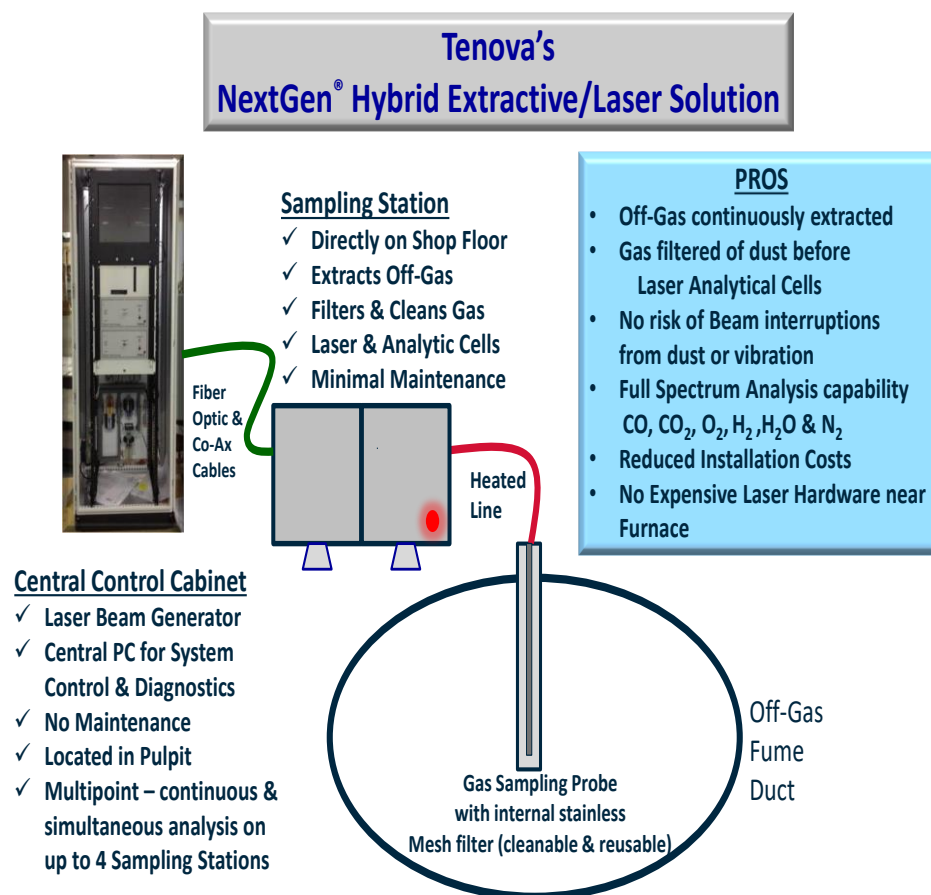 Tenova's
NextGen® Hybrid Extractive/Laser Solution
Sampling Station
✓ Directly on Shop Floor
✓ Extracts Off-Gas
✓ Filters & Cleans Gas
✓ Laser & Analytic Cells
✓ Minimal Maintenance
PROS
• Off-Gas continuously extracted
• Gas filtered of dust before
Laser Analytical Cells
• No risk of Beam interruptions
from dust or vibration
• Full Spectrum Analysis capability
CO, CO₂, O₂, H₂ ,H₂O & N₂
• Reduced Installation Costs
• No Expensive Laser Hardware near
Furnace
Fiber
Optic &
Co-Ax
Cables
Heated
Line
Central Control Cabinet
✓ Laser Beam Generator
✓ Central PC for System
Control & Diagnostics
✓ No Maintenance
✓ Located in Pulpit
✓ Multipoint – continuous &
simultaneous analysis on
up to 4 Sampling Stations
Gas Sampling Probe
with internal stainless
Mesh filter (cleanable & reusable)
Off-Gas
Fume
Duct